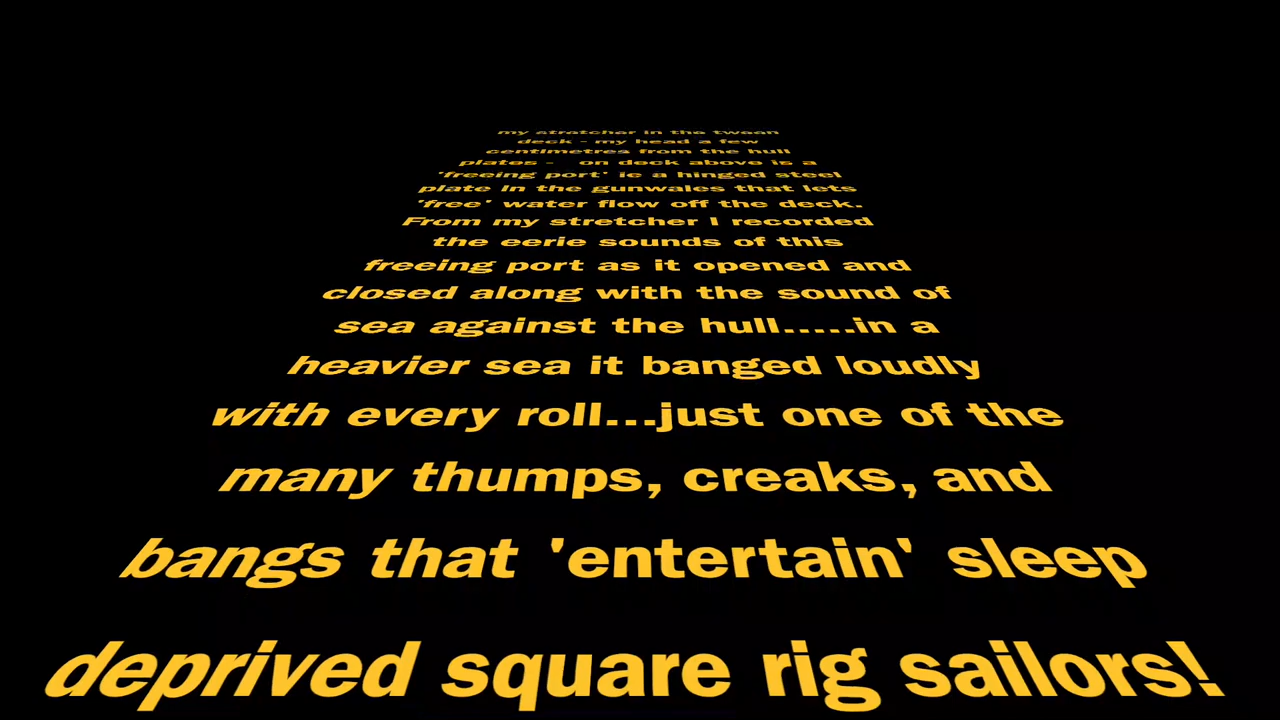 my stretcher in the tween
deck - my head a few
centimetres from the hull
plates -  on deck above is a
'freeing port' ie a hinged steel
plate in the gunwales that lets
'free' water flow off the deck.
From my stretcher I recorded
the eerie sounds of this
freeing port as it opened and
closed along with the sound of
sea against the hull.....in a
heavier sea it banged loudly
with every roll...just one of the
many thumps, creaks, and
bangs that 'entertain' sleep
deprived square rig sailors!